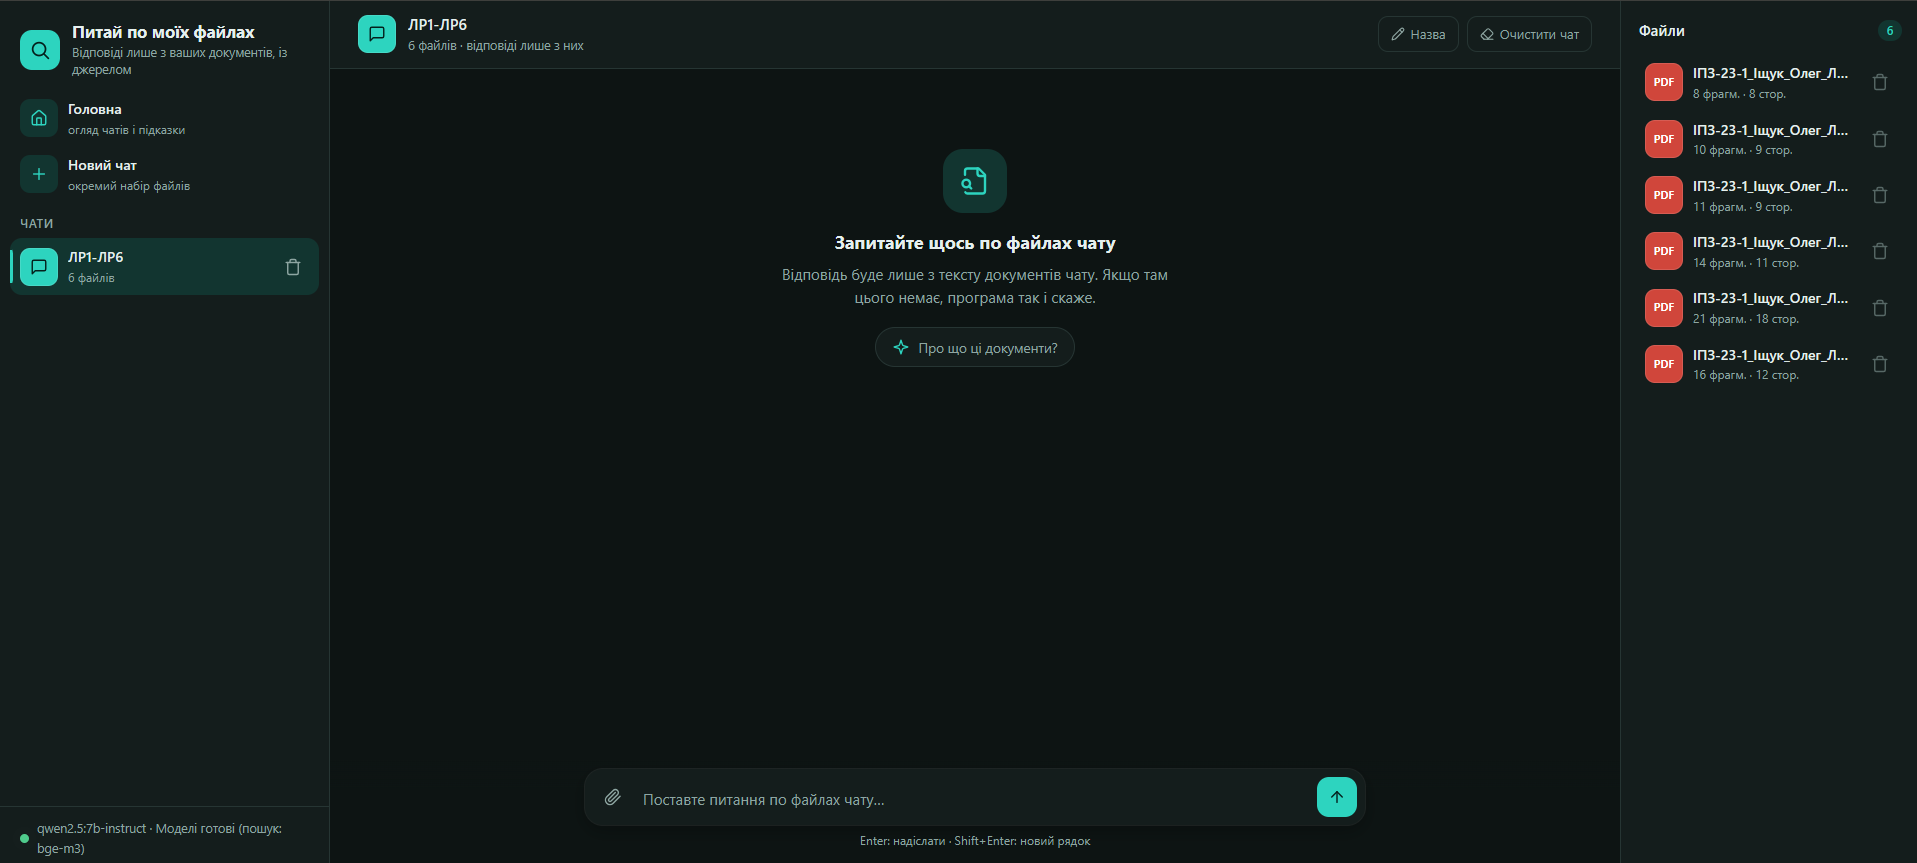 Питай по моїх файлах
Відповіді лише з ваших документів, із
джерелом
Головна
огляд чатів і підказки
Новий чат
окремий набір файлів
ЧАТИ
ЛР1-ЛР6
6 файлів
qwen2.5:7b-instruct · Моделі готові (пошук:
bge-m3)
ЛР1-ЛР6
6 файлів · відповіді лише з них
Назва
Очистити чат
Запитайте щось по файлах чату
Відповідь буде лише з тексту документів чату. Якщо там
цього немає, програма так і скаже.
Про що ці документи?
Поставте питання по файлах чату...
Enter: надіслати · Shift+Enter: новий рядок
Файли
6
PDF
ІПЗ-23-1_Іщук_Олег_Л...
8 фрагм. · 8 стор.
PDF
ІПЗ-23-1_Іщук_Олег_Л...
10 фрагм. · 9 стор.
PDF
ІПЗ-23-1_Іщук_Олег_Л...
11 фрагм. · 9 стор.
PDF
ІПЗ-23-1_Іщук_Олег_Л...
14 фрагм. · 11 стор.
PDF
ІПЗ-23-1_Іщук_Олег_Л...
21 фрагм. · 18 стор.
PDF
ІПЗ-23-1_Іщук_Олег_Л...
16 фрагм. · 12 стор.